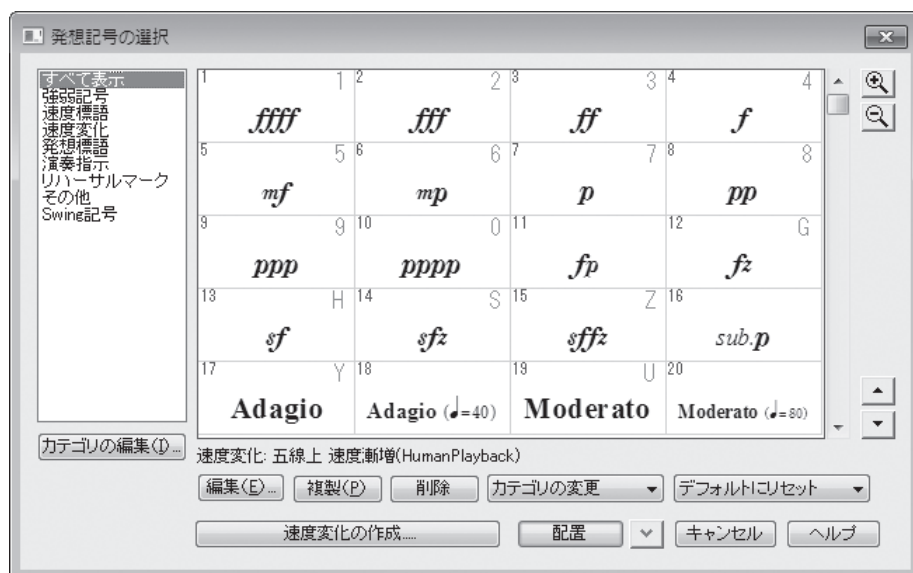 発想記号の選択
すべて表示
強弱記号
速度標語
速度変化
発想標語
演奏指示
リハーサルマーク
その他
Swing記号
カテゴリの編集(I)...
1 1 2 2 3 3 4 4
ffff fff ff f
5 5 6 6 7 7 8 8
mf mp p pp
9 9 10 0 11 12 G
ppp pppp fp fz
13 H 14 S 15 Z 16
sf sfz sffz sub.p
17 Y 18 19 U 20
Adagio Adagio (♩=40) Moderato Moderato (♩=80)
速度変化: 五線上 速度漸増(HumanPlayback)
編集(E)... 複製(P) 削除 カテゴリの変更 デフォルトにリセット
速度変化の作成..... 配置 キャンセル ヘルプ